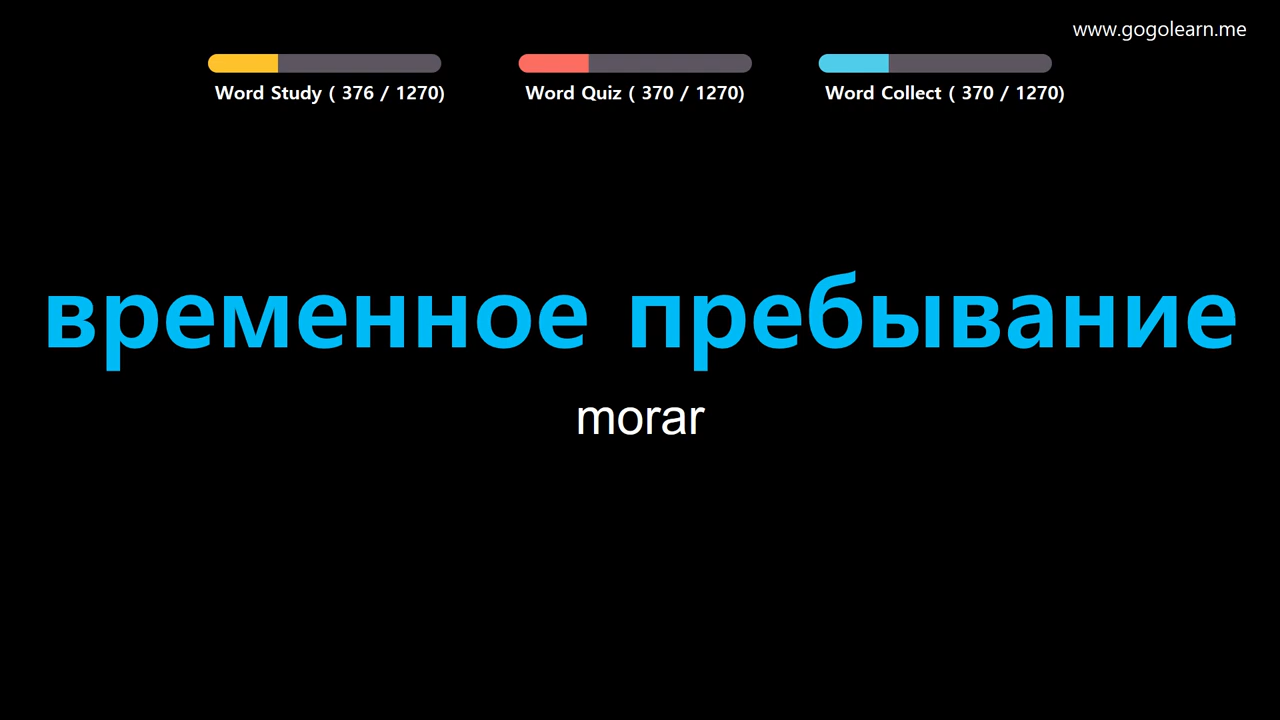 www.gogolearn.me
Word Study ( 376 / 1270)
Word Quiz ( 370 / 1270)
Word Collect ( 370 / 1270)
временное пребывание
morar